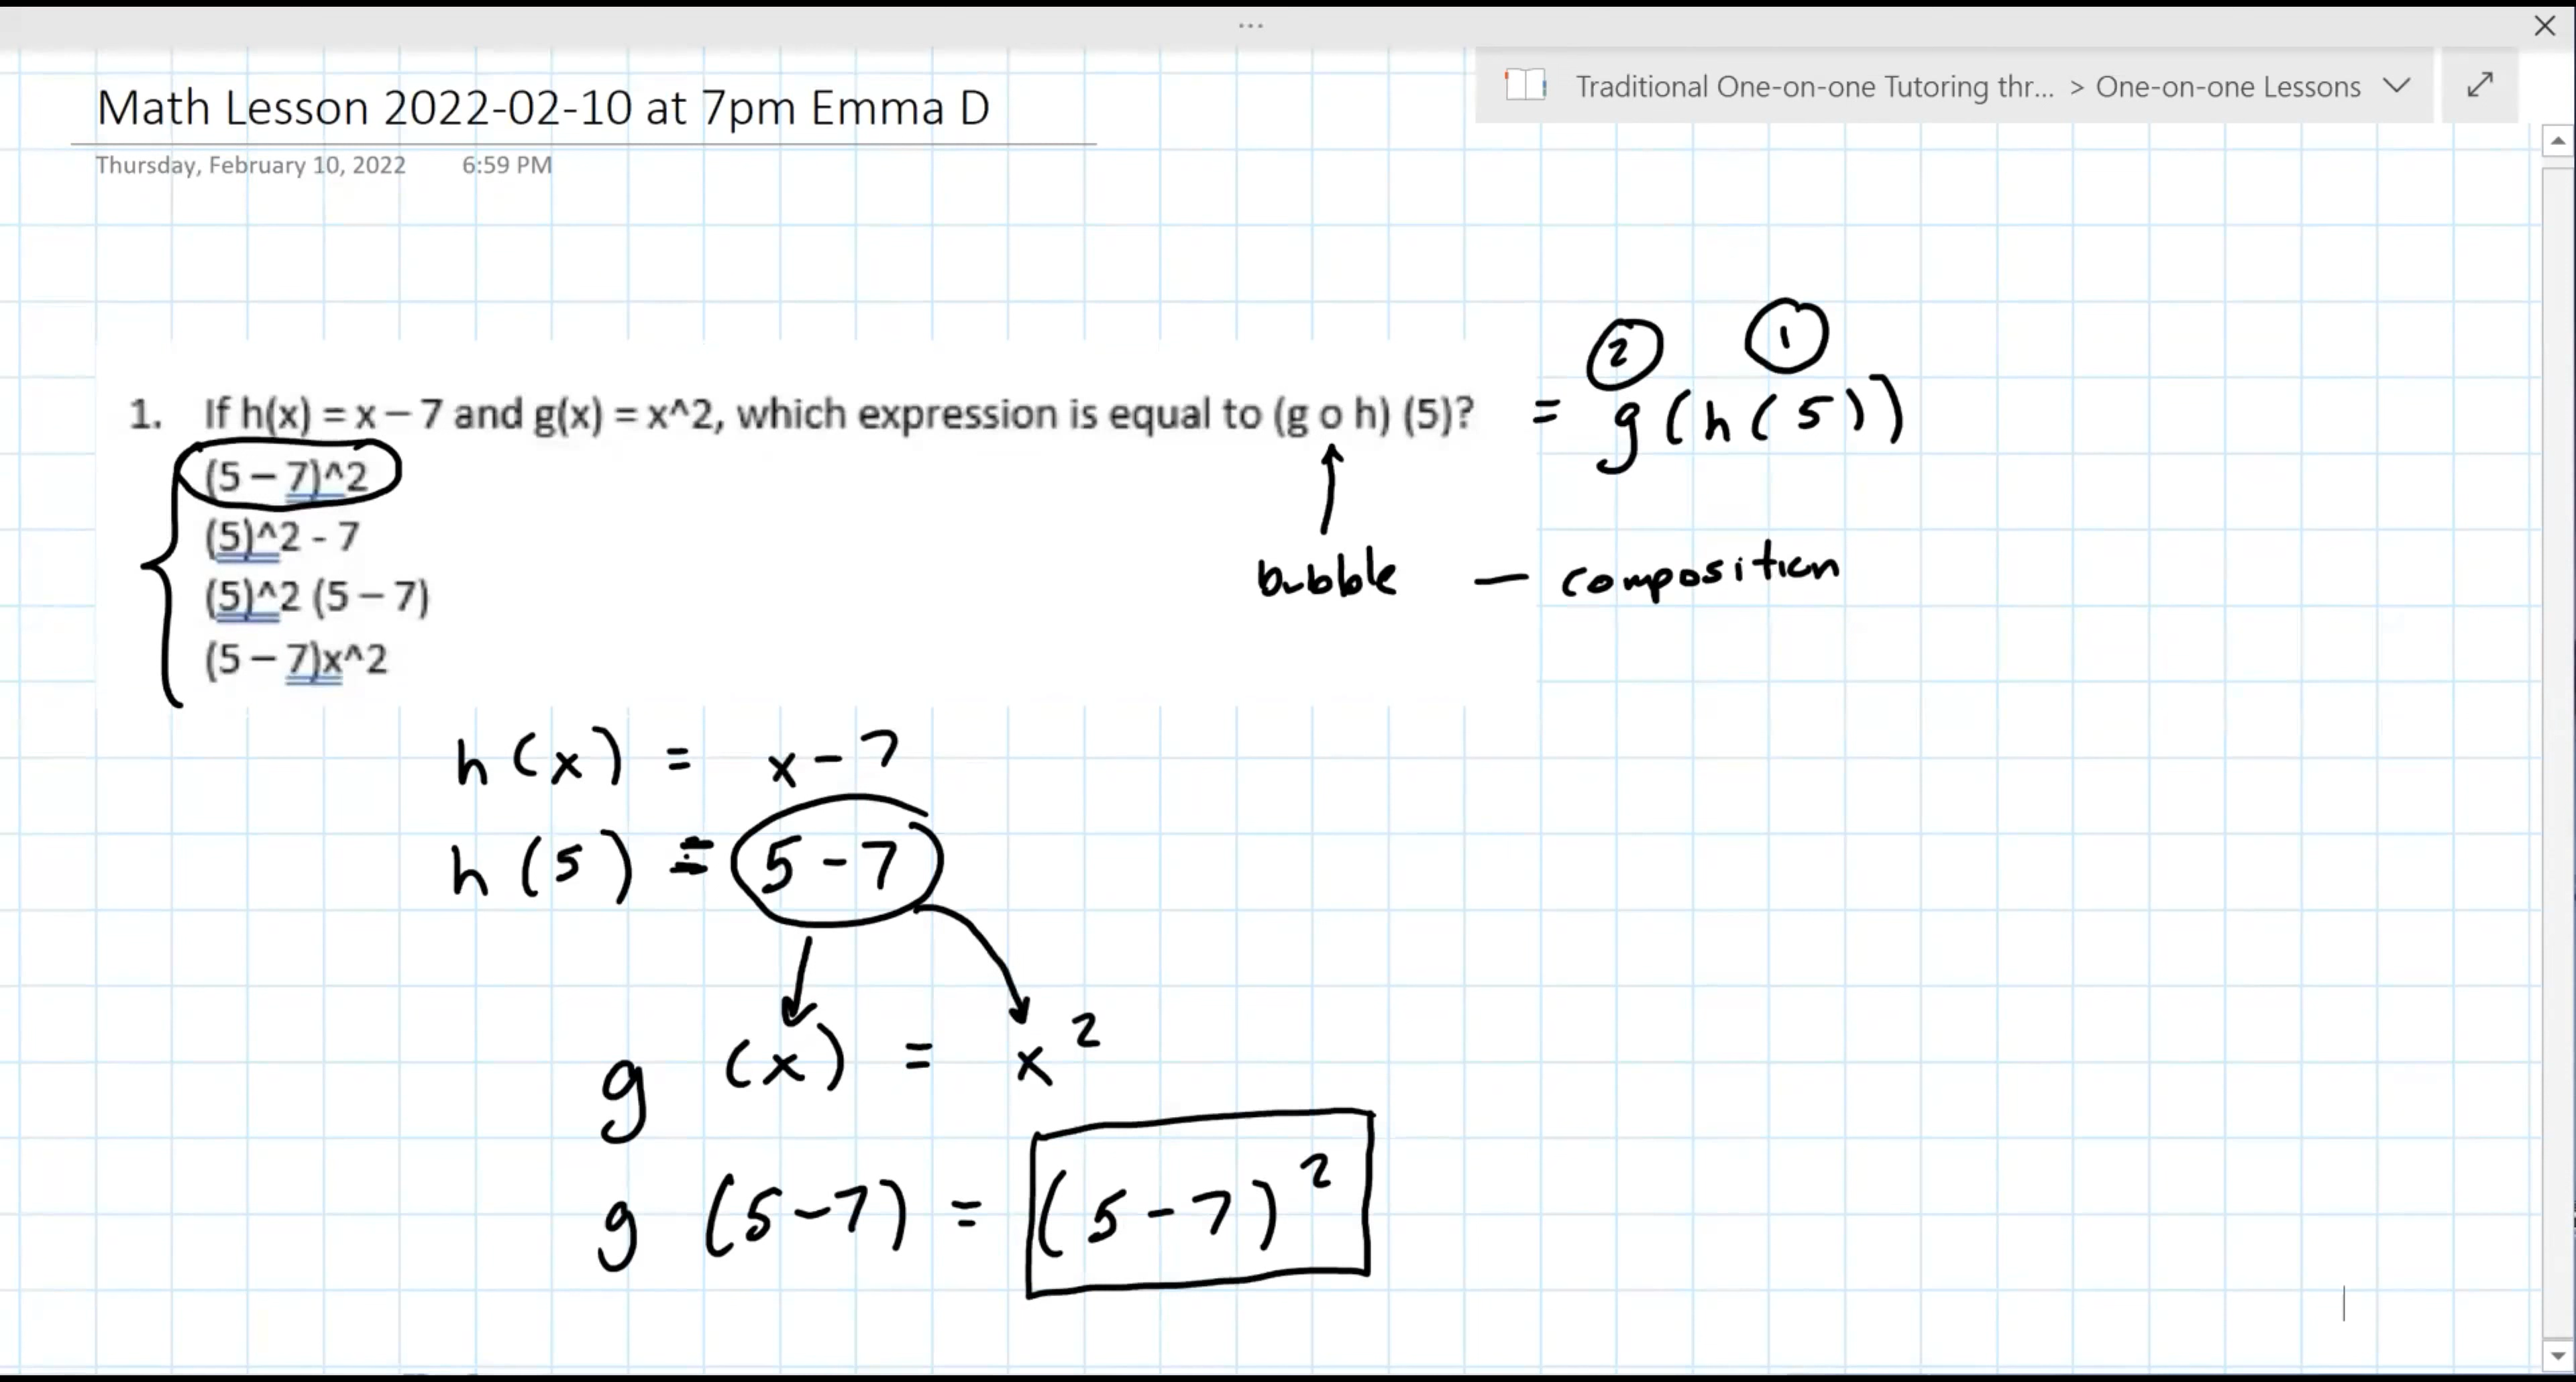 ...
Traditional One-on-one Tutoring thr... > One-on-one Lessons
Math Lesson 2022-02-10 at 7pm Emma D
Thursday, February 10, 2022 6:59 PM
② ①
1. If h(x) = x – 7 and g(x) = x^2, which expression is equal to (g o h) (5)? = g(h(5))
(5 – 7)^2
(5)^2 - 7
(5)^2 (5 – 7)
(5 – 7)x^2
bubble — composition
h(x) = x-7
h(5) = 5-7
g (x) = x²
g (5-7) = (5-7)²